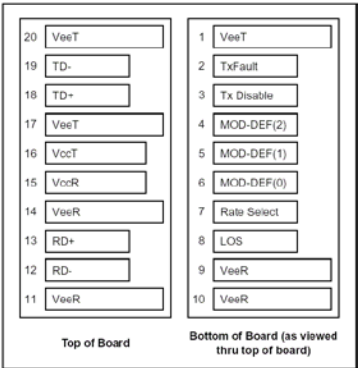 20 VeeT
19 TD-
18 TD+
17 VeeT
16 VccT
15 VccR
14 VeeR
13 RD+
12 RD-
11 VeeR
Top of Board
1 VeeT
2 TxFault
3 Tx Disable
4 MOD-DEF(2)
5 MOD-DEF(1)
6 MOD-DEF(0)
7 Rate Select
8 LOS
9 VeeR
10 VeeR
Bottom of Board (as viewed
thru top of board)